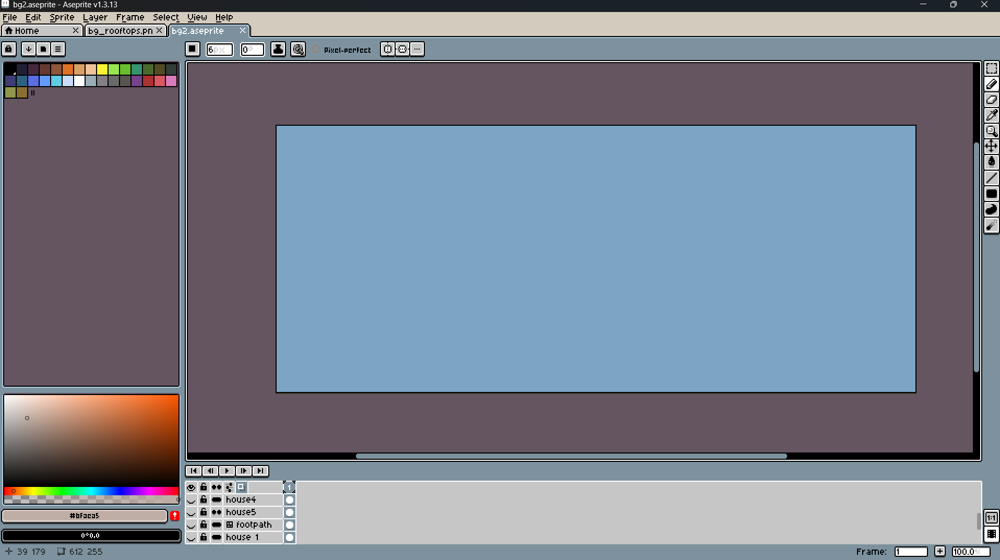 bg2.aseprite - Aseprite v1.3.13
File Edit Sprite Layer Frame Select View Help
Home
bg_rooftops.pn
bg2.aseprite
6px
0°
Pixel-perfect
1
house4
house5
footpath
house 1
#bfaca5
0°0,0
39 179
612 255
1:1
Frame:
1
+
100.0%